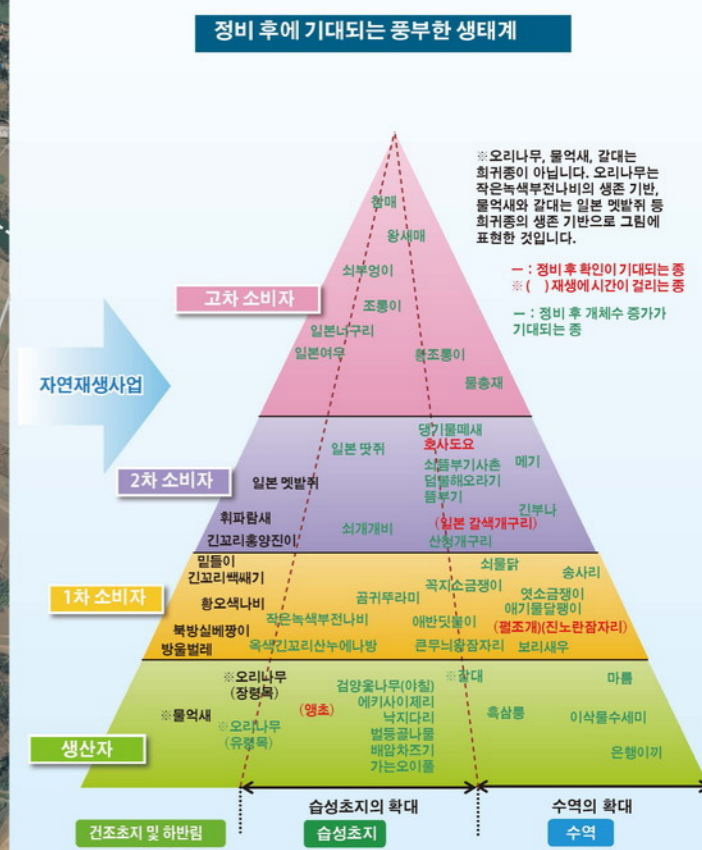 정비 후에 기대되는 풍부한 생태계
※오리나무, 물억새, 갈대는
희귀종이 아닙니다. 오리나무는
작은녹색부전나비의 생존 기반,
물억새와 갈대는 일본 멧밭쥐 등
희귀종의 생존 기반으로 그림에
표현한 것입니다.
ㅡ : 정비 후 확인이 기대되는 종
※( ) 재생에 시간이 걸리는 종
ㅡ : 정비 후 개체수 증가가
기대되는 종
자연재생사업
고차 소비자
참매
왕새매
쇠부엉이
조롱이
일본너구리
일본여우
황조롱이
물총새
2차 소비자
댕기물떼새
일본 땃쥐
호사도요
쇠뜸부기사촌
메기
덤불해오라기
일본 멧밭쥐
뜸부기
긴부나
휘파람새
쇠개개비
(일본 갈색개구리)
긴꼬리홍양진이
산청개구리
1차 소비자
밑들이
쇠물닭
긴꼬리쌕쌔기
송사리
꼭지소금쟁이
황오색나비
곰귀뚜라미
엿소금쟁이
애기물달팽이
작은녹색부전나비
애반딧불이
북방실베짱이
(펄조개)(진노란잠자리)
방울벌레
옥색긴꼬리산누에나방
큰무늬왕잠자리
보리새우
생산자
※오리나무
(장령목)
※갈대
마름
검양옻나무(야칠)
에키사이제리
※물억새
(앵초)
낙지다리
흑삼릉
이삭물수세미
※오리나무
(유령목)
벌등골나물
배암차즈기
은행이끼
가는오이풀
습성초지의 확대
수역의 확대
건조초지 및 하반림
습성초지
수역